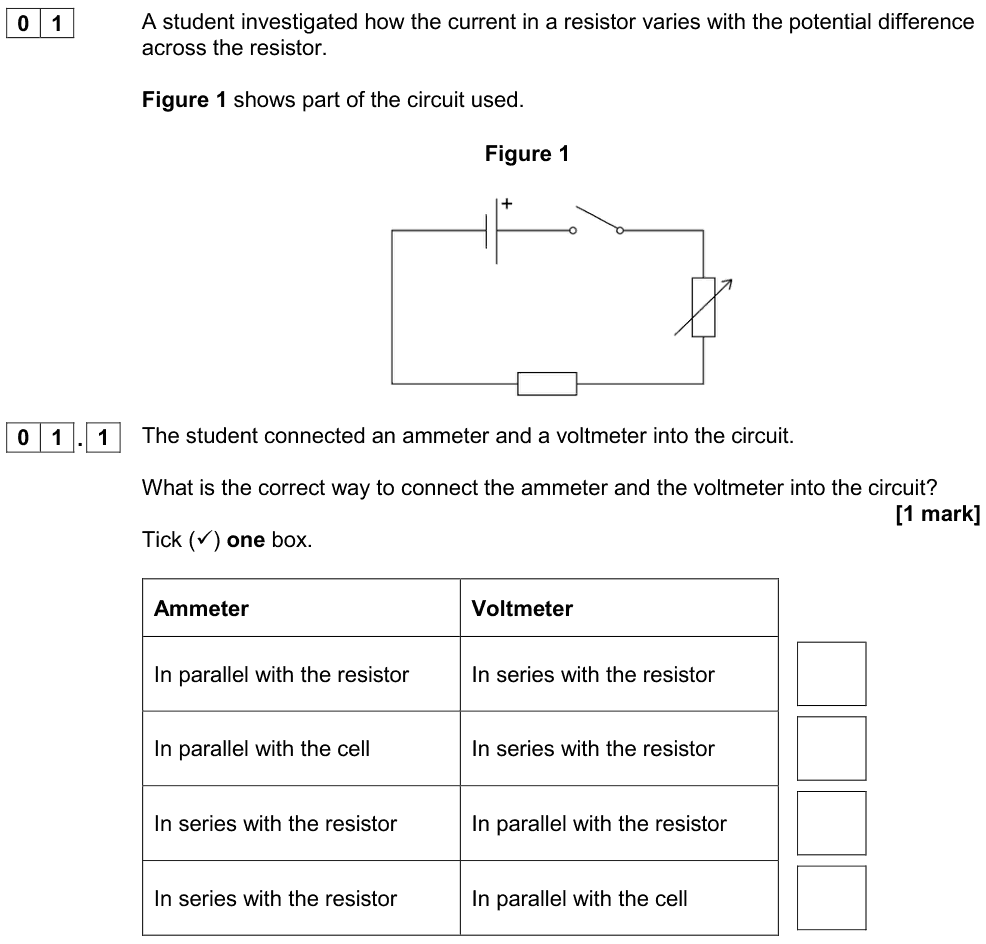 0 1 A student investigated how the current in a resistor varies with the potential difference
across the resistor.
Figure 1 shows part of the circuit used.
Figure 1
+
0 1 . 1 The student connected an ammeter and a voltmeter into the circuit.
What is the correct way to connect the ammeter and the voltmeter into the circuit?
[1 mark]
Tick (✓) one box.
Ammeter Voltmeter
In parallel with the resistor In series with the resistor
In parallel with the cell In series with the resistor
In series with the resistor In parallel with the resistor
In series with the resistor In parallel with the cell